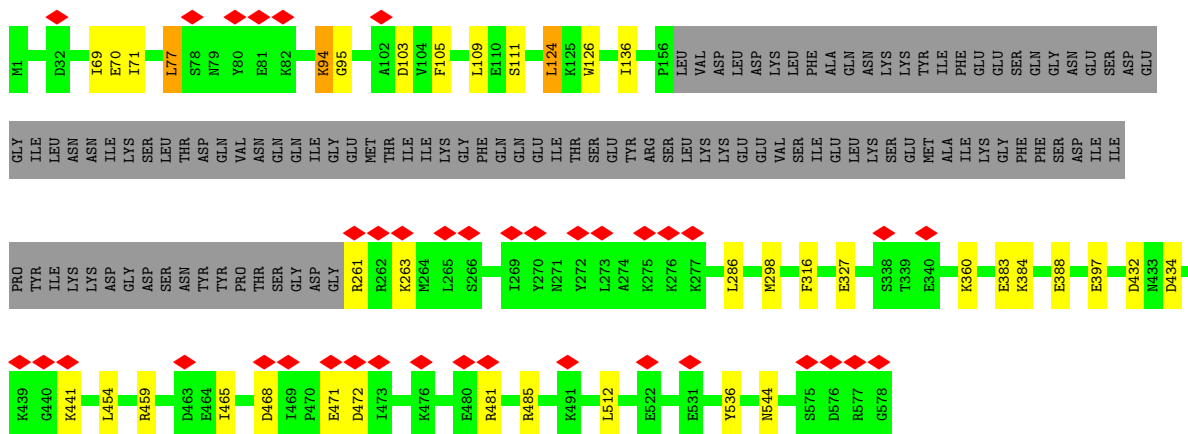 M1 D32 I69 E70 I71 L77 S78 N79 Y80 E81 K82 K94 G95 A102 D103 V104 F105 L109 E110 S111 L124 K125 W126 I136 P156 LEU VAL ASP LEU ASP LYS LEU PHE ALA GLN ASN LYS LYS TYR ILE PHE GLU GLU SER GLN GLY ASN GLU SER ASP GLU
GLY ILE LEU ASN ASN ILE LYS SER LEU THR ASP GLN VAL ASN GLN GLN ILE GLY GLU MET THR ILE ILE LYS GLY PHE GLN GLN GLU ILE THR SER GLU TYR ARG SER LEU LYS LYS GLU GLU VAL SER ILE GLU LEU LYS SER GLU MET ALA ILE LYS GLY PHE PHE SER ASP ILE ILE
PRO TYR ILE LYS LYS ASP GLY ASP SER ASN TYR TYR PRO THR SER GLY ASP GLY R261 R262 K263 M264 L265 S266 I269 Y270 N271 Y272 L273 A274 K275 K276 K277 L286 M298 F316 E327 S338 T339 E340 K360 E383 K384 E388 E397 D432 N433 D434
K439 G440 K441 L454 R459 D463 E464 I465 D468 I469 P470 E471 D472 I473 K476 E480 R481 R485 K491 L512 E522 E531 Y536 N544 S575 D576 R577 G578